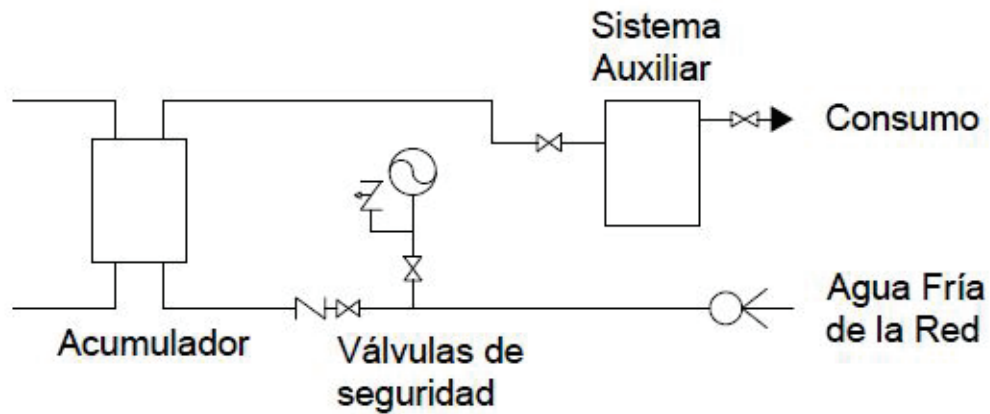 Sistema
Auxiliar
Consumo
Agua Fría
de la Red
Acumulador
Válvulas de
seguridad